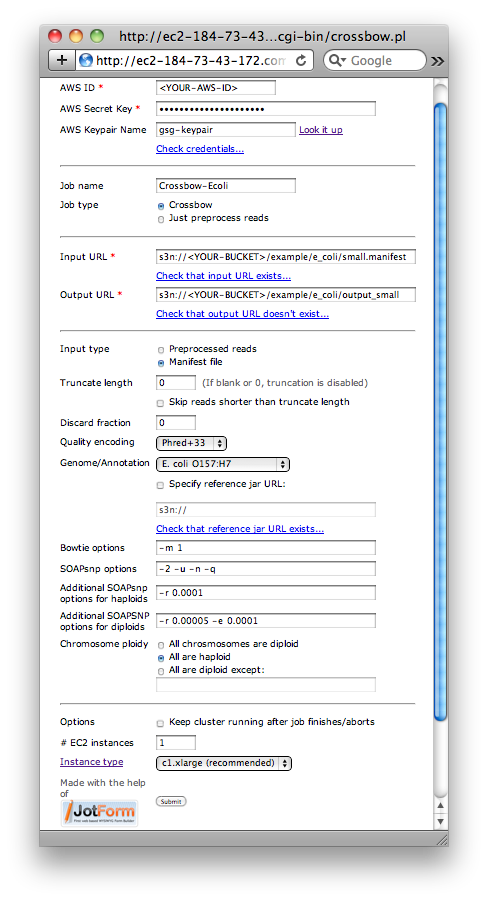 http://ec2-184-73-43...cgi-bin/crossbow.pl
http://ec2-184-73-43-172.com
Google
AWS ID * <YOUR-AWS-ID>
AWS Secret Key * •••••••••••••••••••••
AWS Keypair Name gsg-keypair Look it up
Check credentials...
Job name Crossbow-Ecoli
Job type Crossbow
Just preprocess reads
Input URL * s3n://<YOUR-BUCKET>/example/e_coli/small.manifest
Check that input URL exists...
Output URL * s3n://<YOUR-BUCKET>/example/e_coli/output_small
Check that output URL doesn't exist...
Input type Preprocessed reads
Manifest file
Truncate length 0 (If blank or 0, truncation is disabled)
Skip reads shorter than truncate length
Discard fraction 0
Quality encoding Phred+33
Genome/Annotation E. coli O157:H7
Specify reference jar URL:
s3n://
Check that reference jar URL exists...
Bowtie options -m 1
SOAPsnp options -2 -u -n -q
Additional SOAPsnp
options for haploids -r 0.0001
Additional SOAPSNP
options for diploids -r 0.00005 -e 0.0001
Chromosome ploidy All chrosmosomes are diploid
All are haploid
All are diploid except:
Options Keep cluster running after job finishes/aborts
# EC2 instances 1
Instance type c1.xlarge (recommended)
Made with the help
of
JotForm
Submit